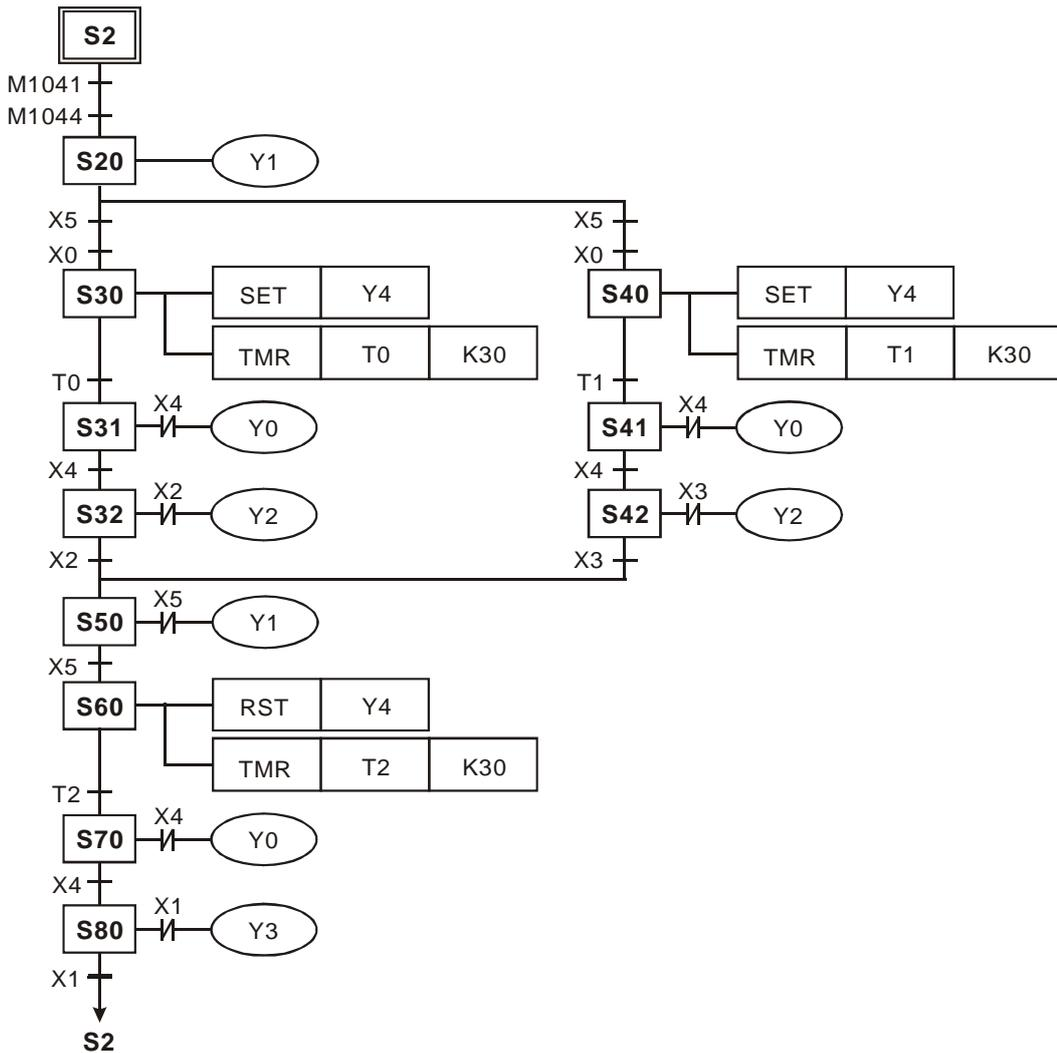 S2
M1041
M1044
S20 Y1
X5 X5
X0 X0
S30 SET Y4 S40 SET Y4
TMR T0 K30 TMR T1 K30
T0 T1
X4 X4
S31 Y0 S41 Y0
X4 X4
X2 X3
S32 Y2 S42 Y2
X2 X3
X5
S50 Y1
X5
S60 RST Y4
TMR T2 K30
T2
X4
S70 Y0
X4
X1
S80 Y3
X1
S2